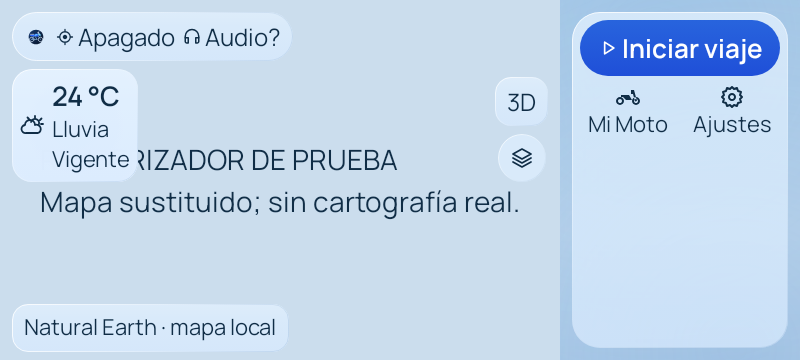 Apagado Audio?
24 °C
Lluvia
Vigente
RIZADOR DE PRUEBA
Mapa sustituido; sin cartografía real.
3D
Natural Earth · mapa local
Iniciar viaje
Mi Moto
Ajustes